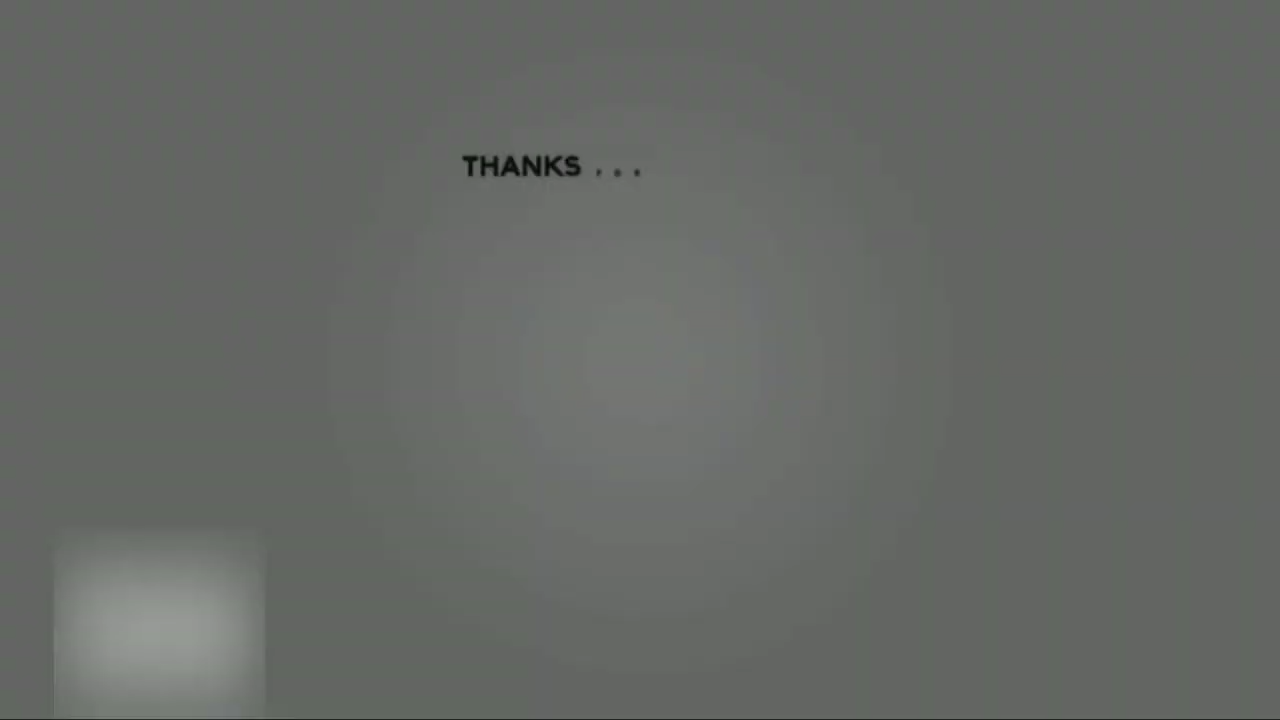 THANKS . . .